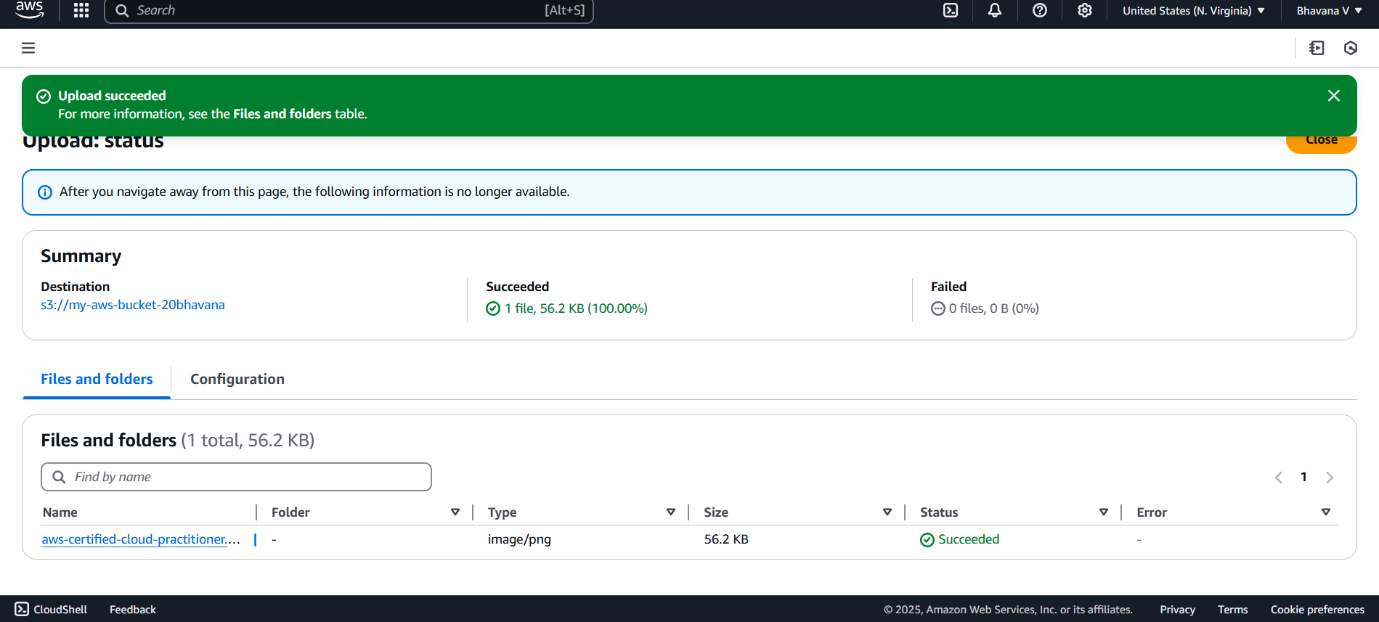 aws
Search [Alt+S] United States (N. Virginia) ▼ Bhavana V ▼
Upload succeeded
For more information, see the Files and folders table.
Upload: status Close
After you navigate away from this page, the following information is no longer available.
Summary
Destination Succeeded Failed
s3://my-aws-bucket-20bhavana 1 file, 56.2 KB (100.00%) 0 files, 0 B (0%)
Files and folders Configuration
Files and folders (1 total, 56.2 KB)
Find by name 1
Name Folder Type Size Status Error
aws-certified-cloud-practitioner.... - image/png 56.2 KB Succeeded -
CloudShell Feedback © 2025, Amazon Web Services, Inc. or its affiliates. Privacy Terms Cookie preferences